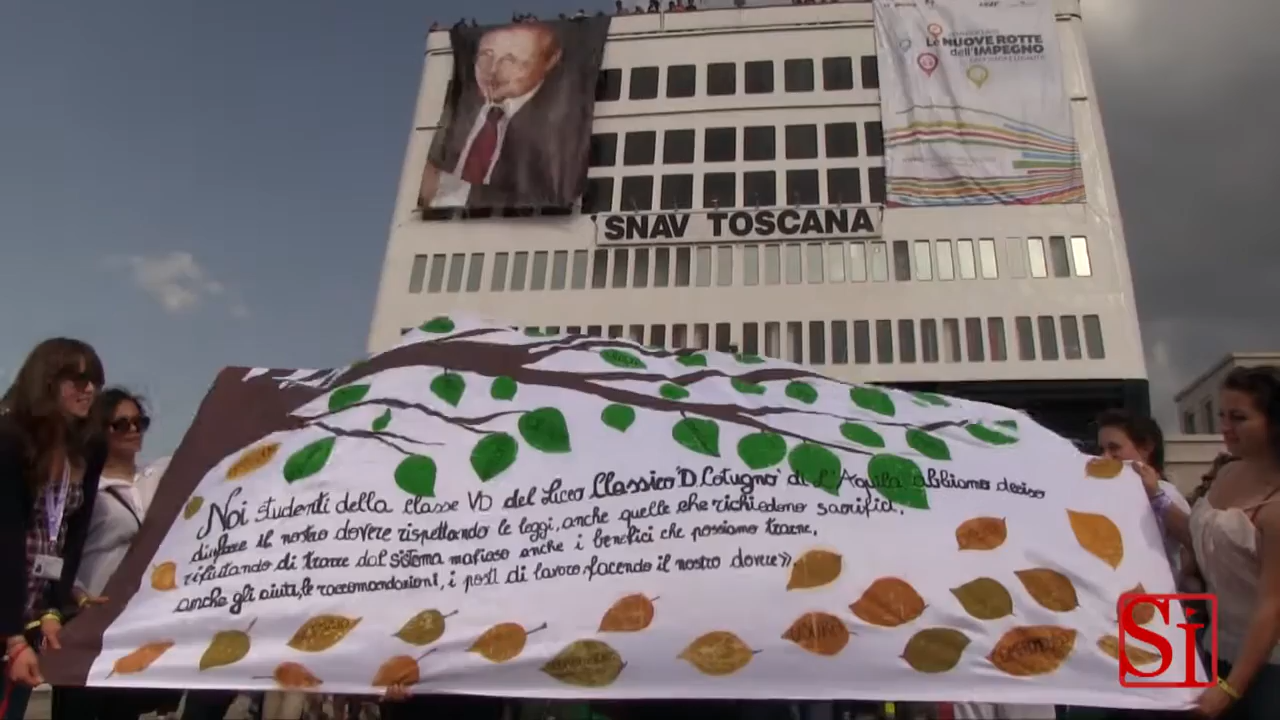 Le NUOVE ROTTE
dell'IMPEGNO
SNAV TOSCANA
Noi studenti della classe VD del Liceo Classico "D. Cotugno" di L'Aquila abbiamo deciso
di fare il nostro dovere rispettando le leggi, anche quelle che richiedono sacrifici,
rifiutando di trarre dal sistema mafioso anche i benefici che possiamo trarne,
anche gli aiuti, le raccomandazioni, i posti di lavoro facendo il nostro dovere».
Si